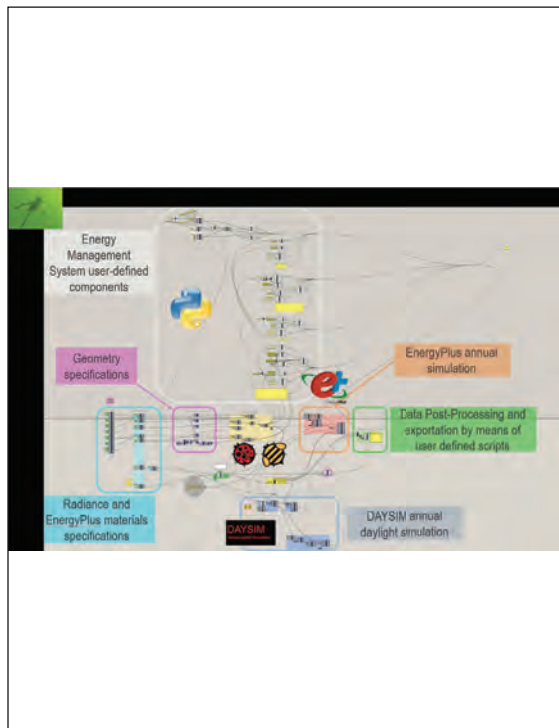 Energy
Management
System user-defined
components
Geometry
specifications
EnergyPlus annual
simulation
Data Post-Processing and
exportation by means of
user defined scripts
Radiance and
EnergyPlus materials
specifications
DAYSIM
DAYSIM annual
daylight simulation